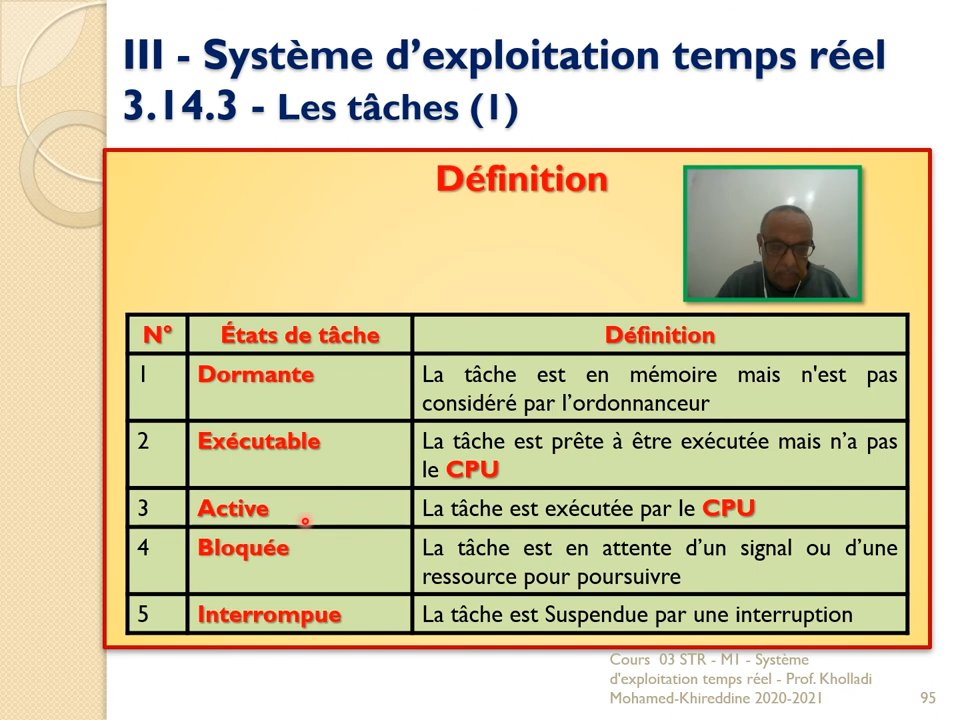 III - Système d’exploitation temps réel
3.14.3 - Les tâches (1)
Définition
N° États de tâche Définition
1 Dormante La tâche est en mémoire mais n'est pas
considéré par l’ordonnanceur
2 Exécutable La tâche est prête à être exécutée mais n’a pas
le CPU
3 Active La tâche est exécutée par le CPU
4 Bloquée La tâche est en attente d’un signal ou d’une
ressource pour poursuivre
5 Interrompue La tâche est Suspendue par une interruption
Cours 03 STR - M1 - Système
d'exploitation temps réel - Prof. Kholladi
Mohamed-Khireddine 2020-2021 95